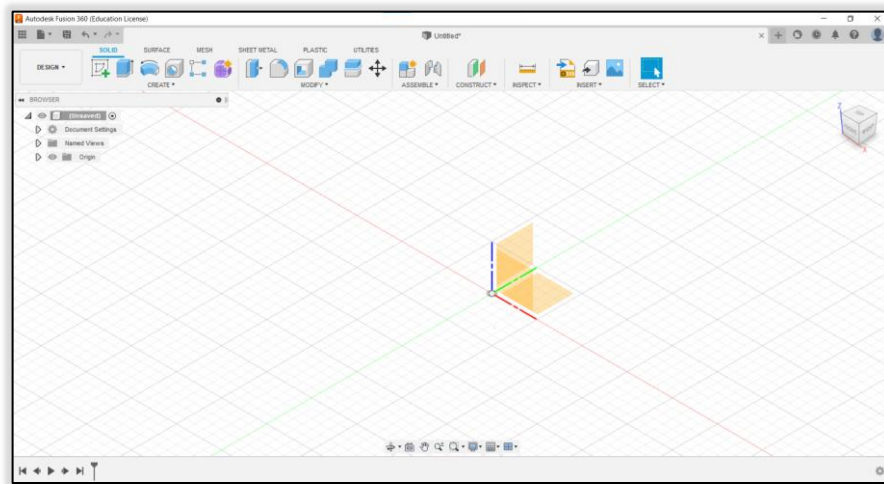 Autodesk Fusion 360 (Education License)
Untitled*
SOLID SURFACE MESH SHEET METAL PLASTIC UTILITIES
DESIGN
CREATE MODIFY ASSEMBLE CONSTRUCT INSPECT INSERT SELECT
BROWSER
(Unsaved)
Document Settings
Named Views
Origin
Z
X